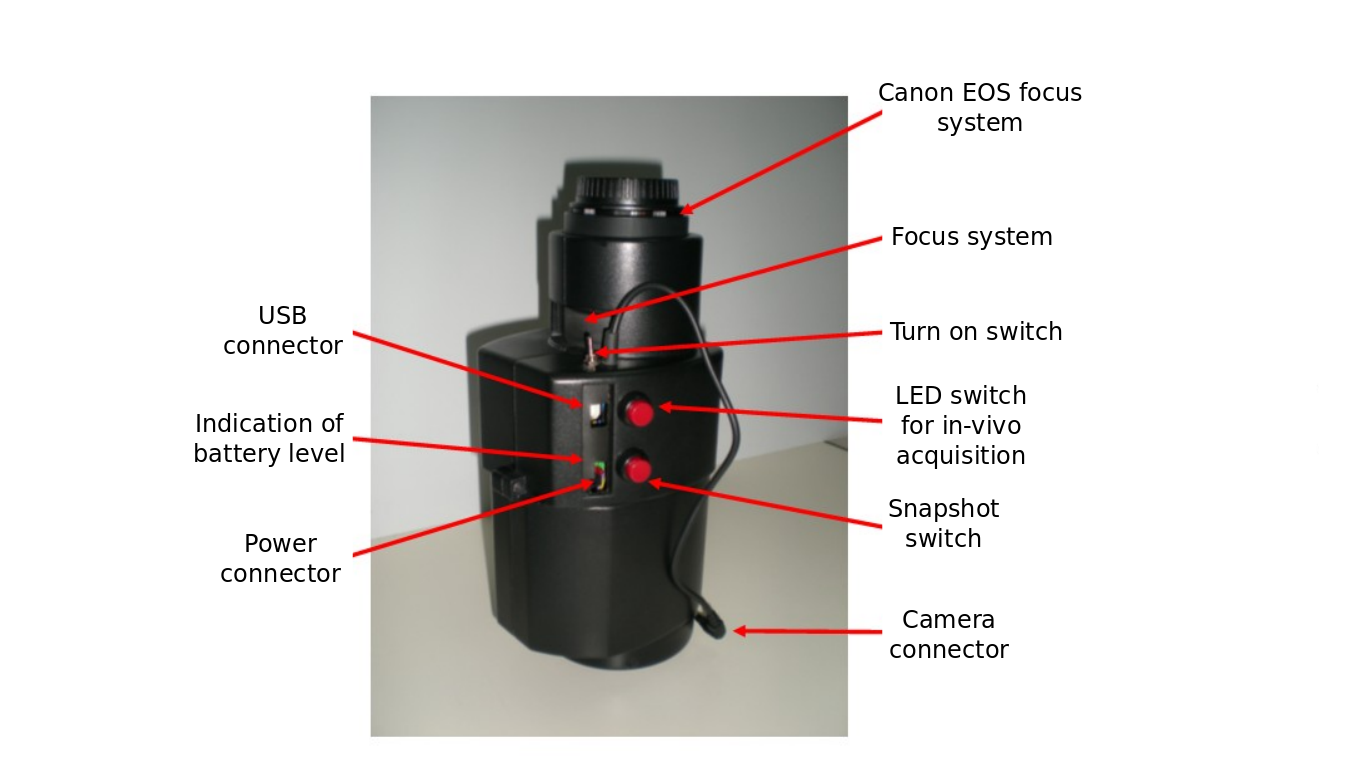 Canon EOS focus
system
Focus system
USB
connector
Turn on switch
LED switch
for in-vivo
acquisition
Indication of
battery level
Snapshot
switch
Power
connector
Camera
connector